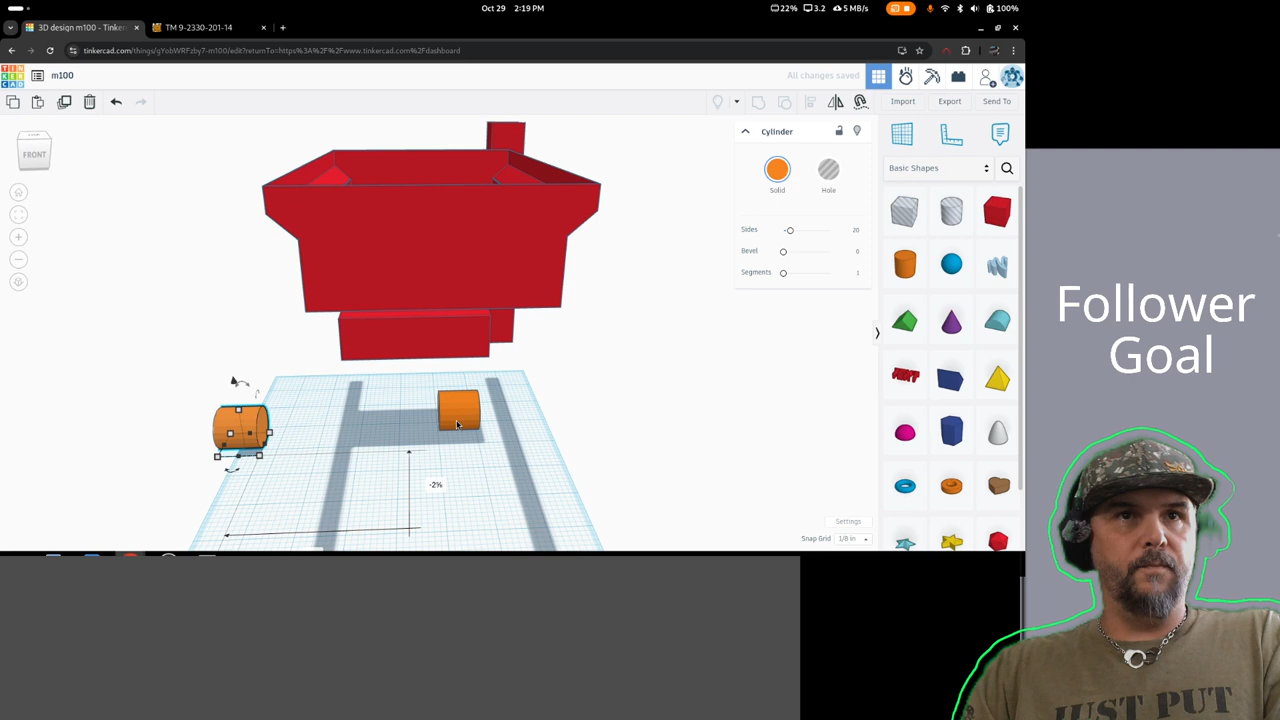 Oct 29 2:19 PM
22% 3.2 5 MB/s 100%
3D design m100 - Tinker
TM 9-2330-201-14
tinkercad.com/things/gYobWRFzby7-m100/edit?returnTo=https%3A%2F%2Fwww.tinkercad.com%2Fdashboard
TIN
KER
CAD
m100
All changes saved
Import
Export
Send To
FRONT
Cylinder
Solid
Hole
Sides
20
Bevel
0
Segments
1
Basic Shapes
-2%
Settings
Snap Grid
1/8 in
Follower
Goal
JUST PUT